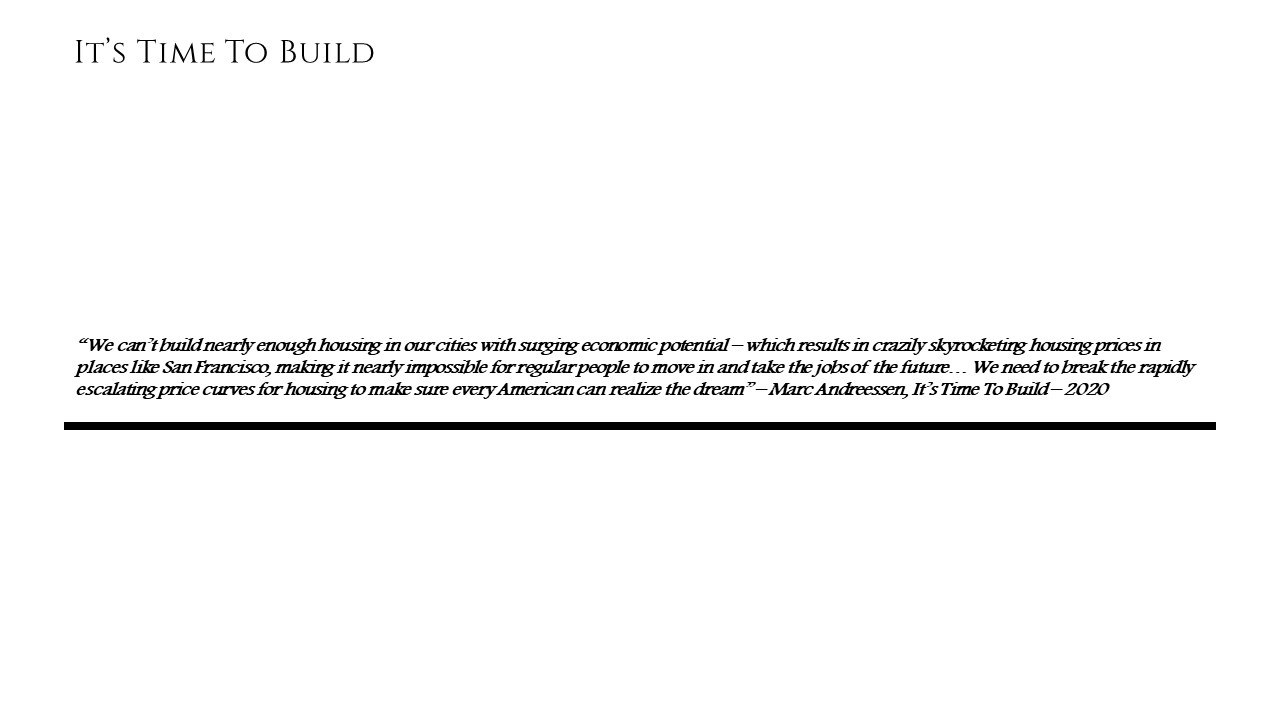 It's Time To Build
“We can’t build nearly enough housing in our cities with surging economic potential – which results in crazily skyrocketing housing prices in
places like San Francisco, making it nearly impossible for regular people to move in and take the jobs of the future… We need to break the rapidly
escalating price curves for housing to make sure every American can realize the dream” – Marc Andreessen, It’s Time To Build – 2020